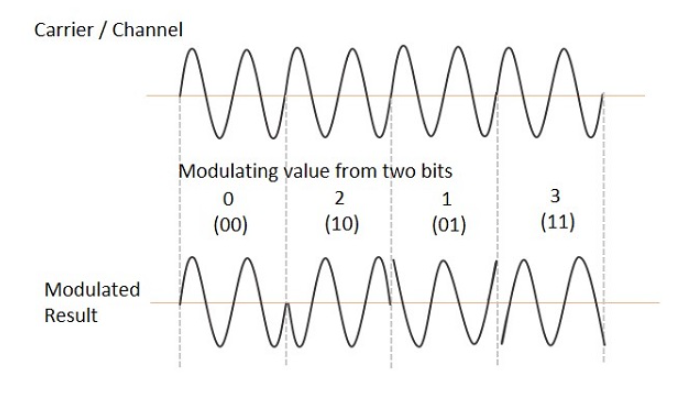 Carrier / Channel
Modulating value from two bits
0 2 1 3
(00) (10) (01) (11)
Modulated
Result